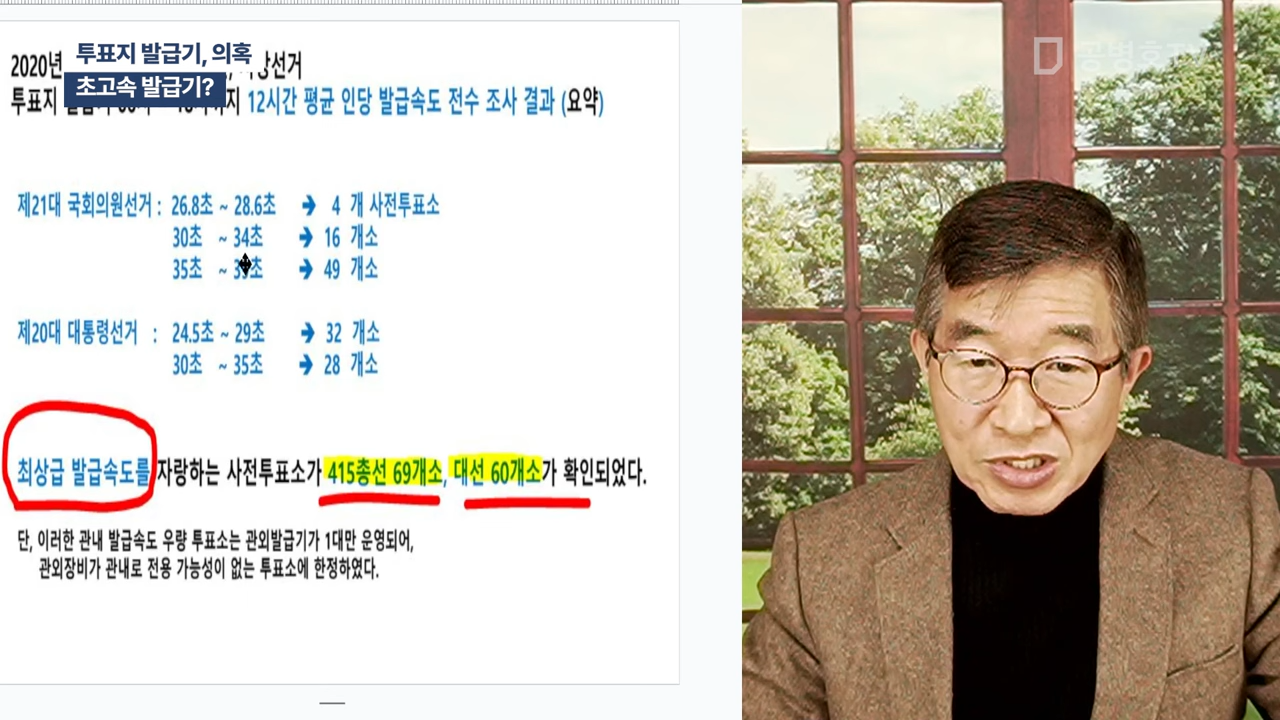 투표지 발급기, 의혹
초고속 발급기?
2020년
상선거
투표지 12시간 평균 인당 발급속도 전수 조사 결과 (요약)
제21대 국회의원선거 : 26.8초 ~ 28.6초 → 4 개 사전투표소
30초 ~ 34초 → 16 개소
35초 ~ 39초 → 49 개소
제20대 대통령선거 : 24.5초 ~ 29초 → 32 개소
30초 ~ 35초 → 28 개소
최상급 발급속도를 자랑하는 사전투표소가 415총선 69개소, 대선 60개소가 확인되었다.
단, 이러한 관내 발급속도 우량 투표소는 관외발급기가 1대만 운영되어,
관외장비가 관내로 전용 가능성이 없는 투표소에 한정하였다.
공병호